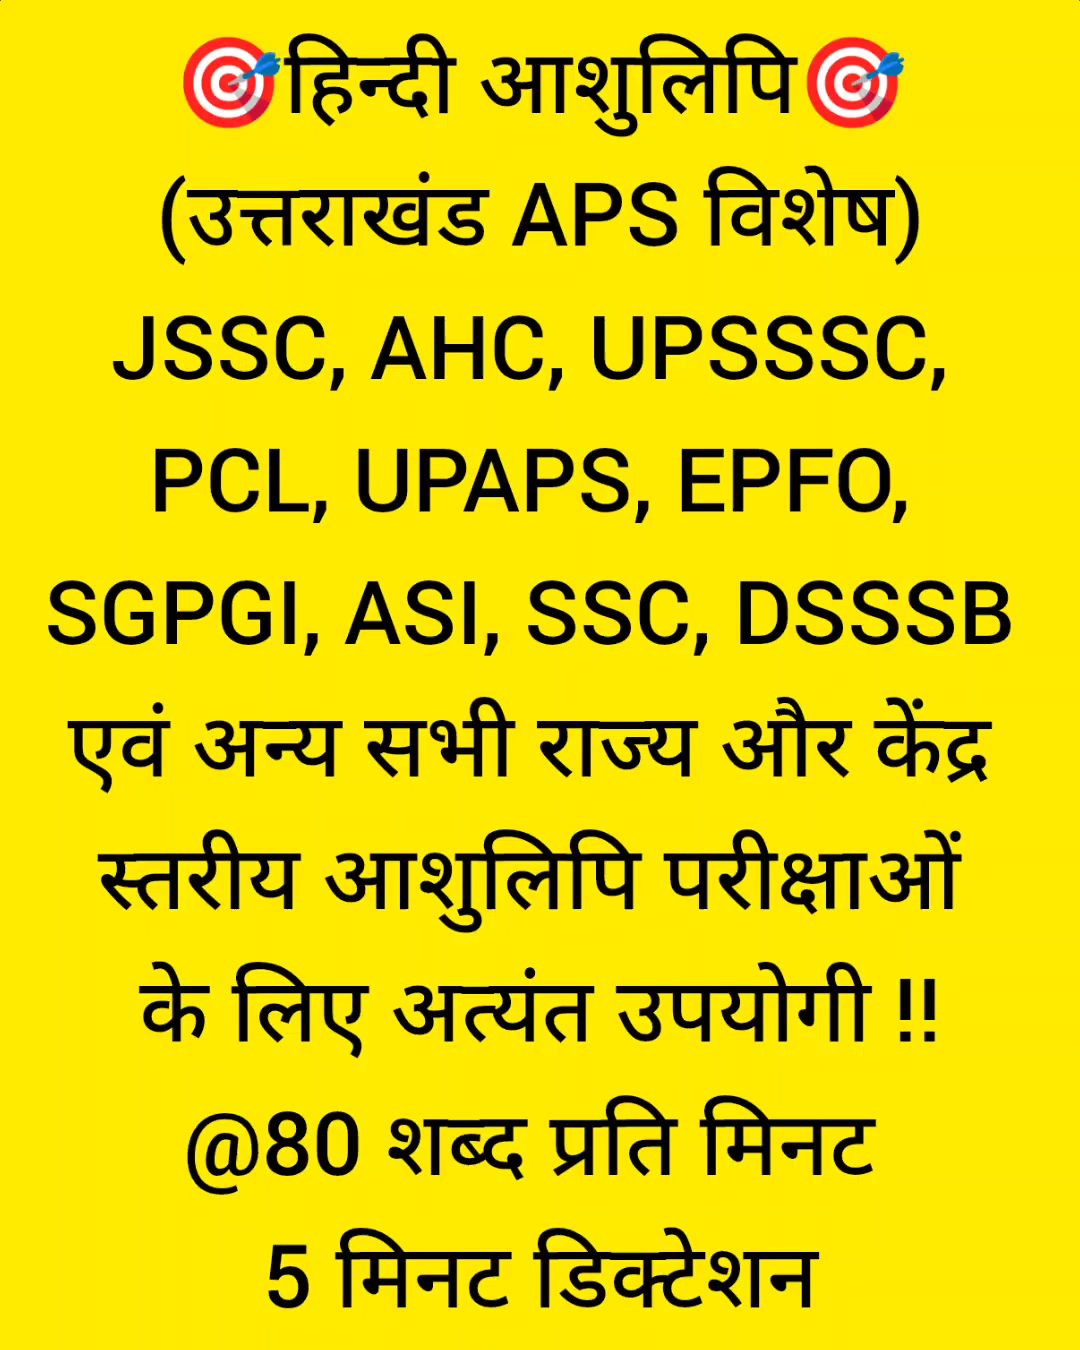 🎯हिन्दी आशुलिपि🎯
(उत्तराखंड APS विशेष)
JSSC, AHC, UPSSSC,
PCL, UPAPS, EPFO,
SGPGI, ASI, SSC, DSSSB
एवं अन्य सभी राज्य और केंद्र
स्तरीय आशुलिपि परीक्षाओं
के लिए अत्यंत उपयोगी !!
@80 शब्द प्रति मिनट
5 मिनट डिक्टेशन